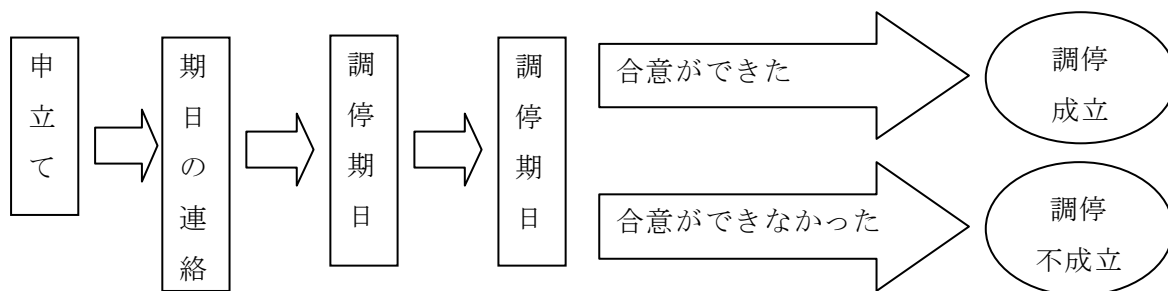 申立て
期日の連絡
調停期日
調停期日
合意ができた
調停
成立
合意ができなかった
調停
不成立